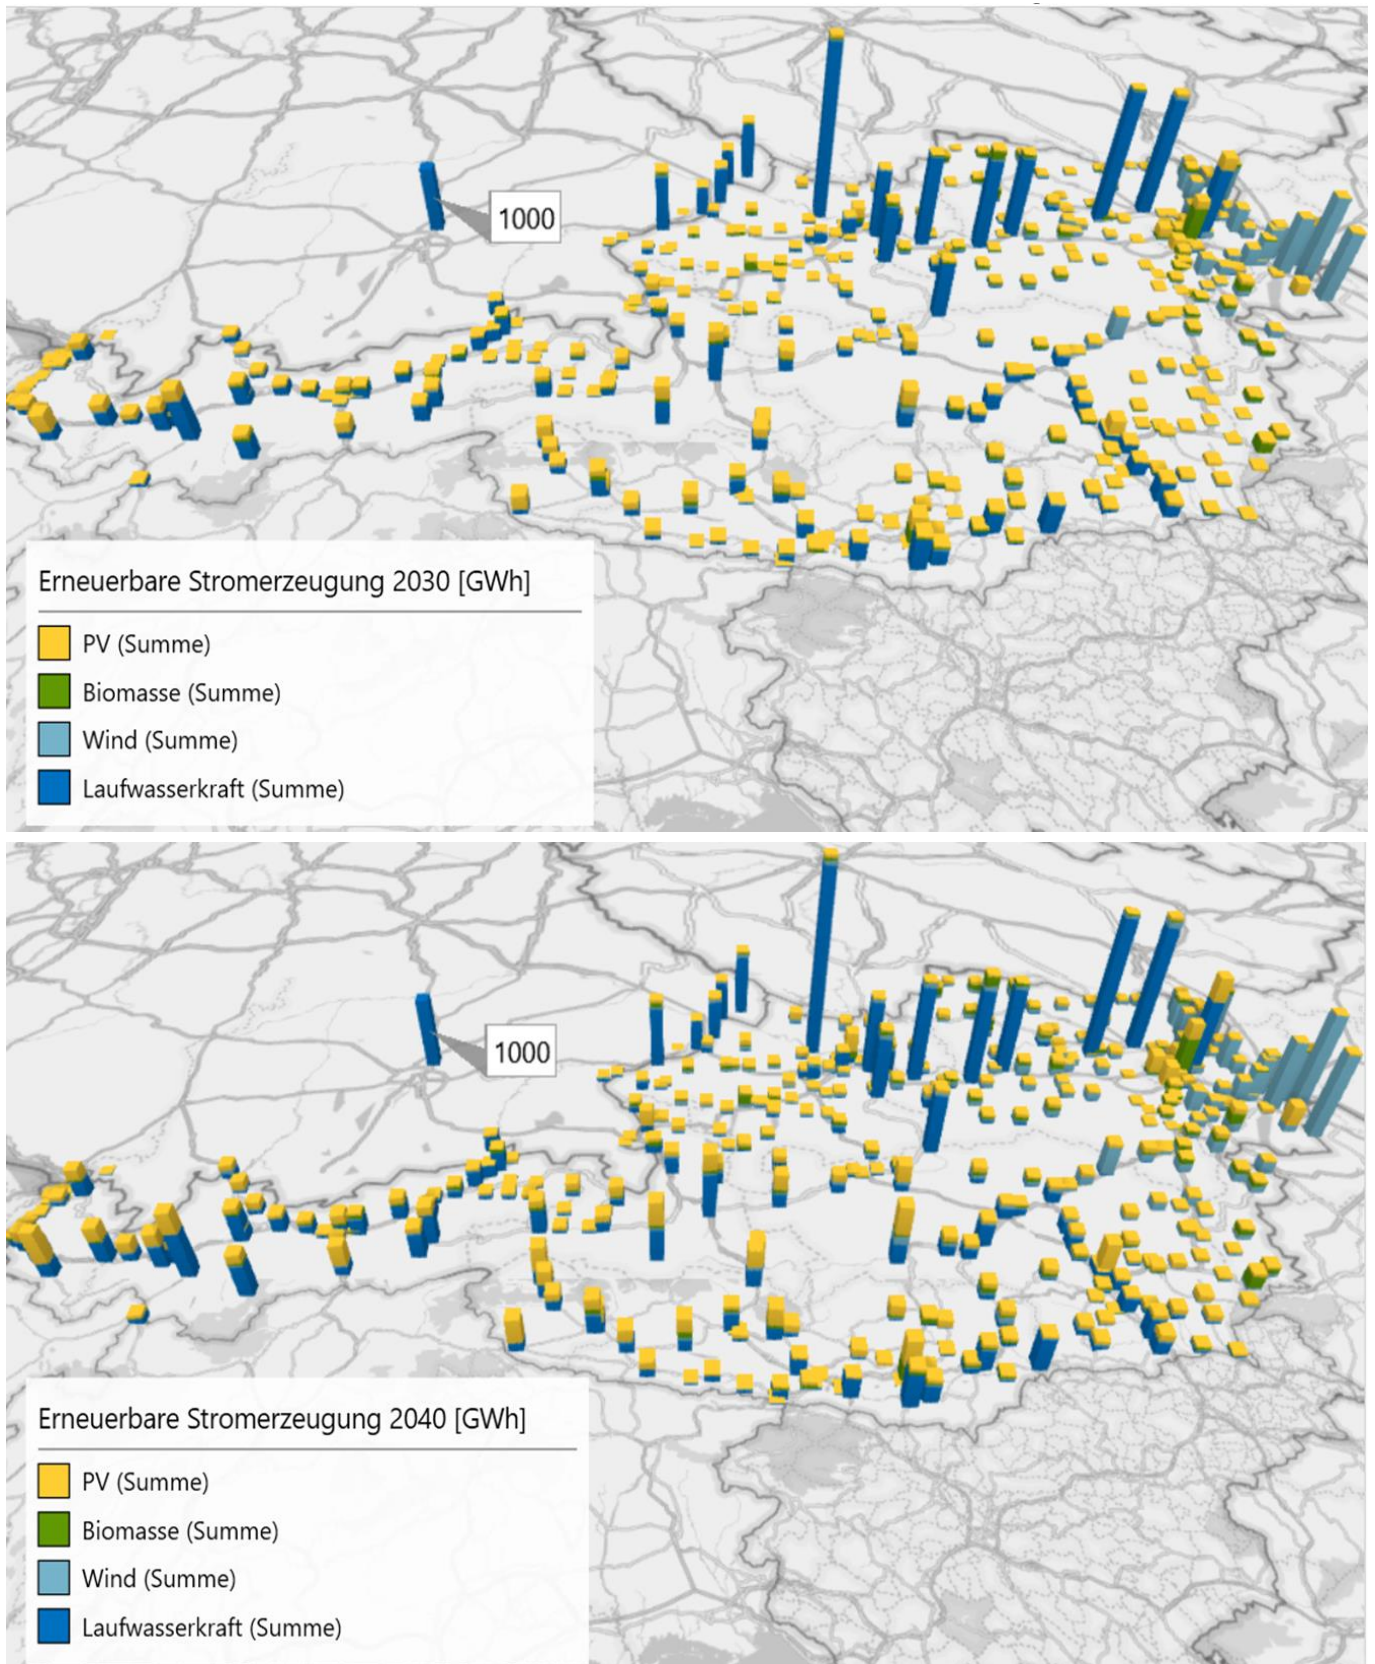 1000
Erneuerbare Stromerzeugung 2030 [GWh]
PV (Summe)
Biomasse (Summe)
Wind (Summe)
Laufwasserkraft (Summe)
1000
Erneuerbare Stromerzeugung 2040 [GWh]
PV (Summe)
Biomasse (Summe)
Wind (Summe)
Laufwasserkraft (Summe)